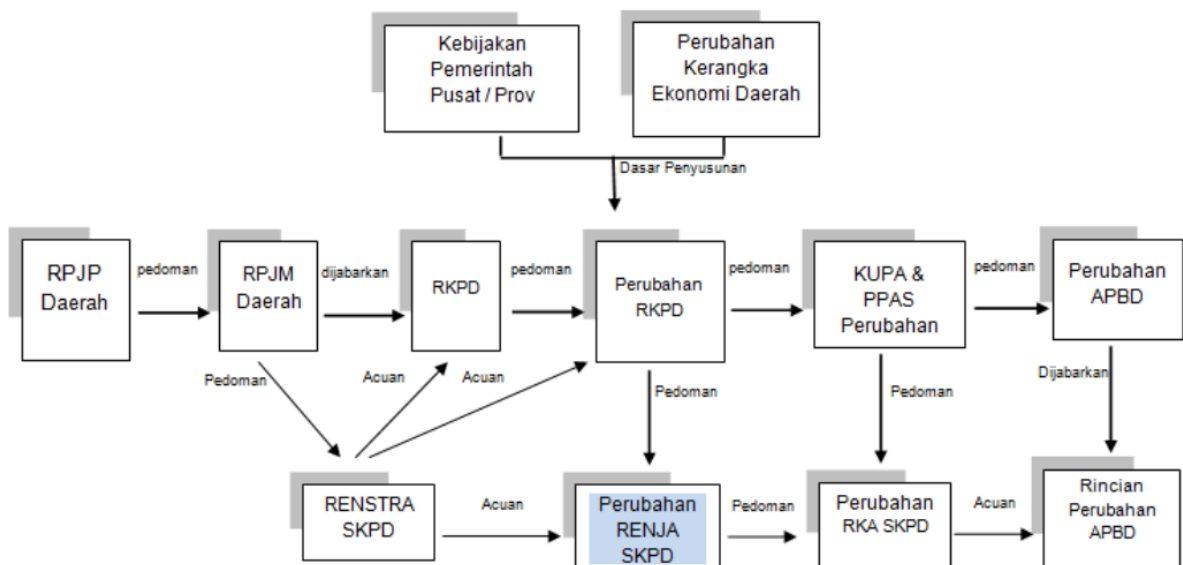 Kebijakan
Pemerintah
Pusat / Prov
Perubahan
Kerangka
Ekonomi Daerah
Dasar Penyusunan
RPJP
Daerah
pedoman
RPJM
Daerah
dijabarkan
RKPD
pedoman
Perubahan
RKPD
pedoman
KUPA &
PPAS
Perubahan
pedoman
Perubahan
APBD
Pedoman
Acuan
Acuan
Pedoman
Pedoman
Dijabarkan
RENSTRA
SKPD
Acuan
Perubahan
RENJA
SKPD
Pedoman
Perubahan
RKA SKPD
Acuan
Rincian
Perubahan
APBD